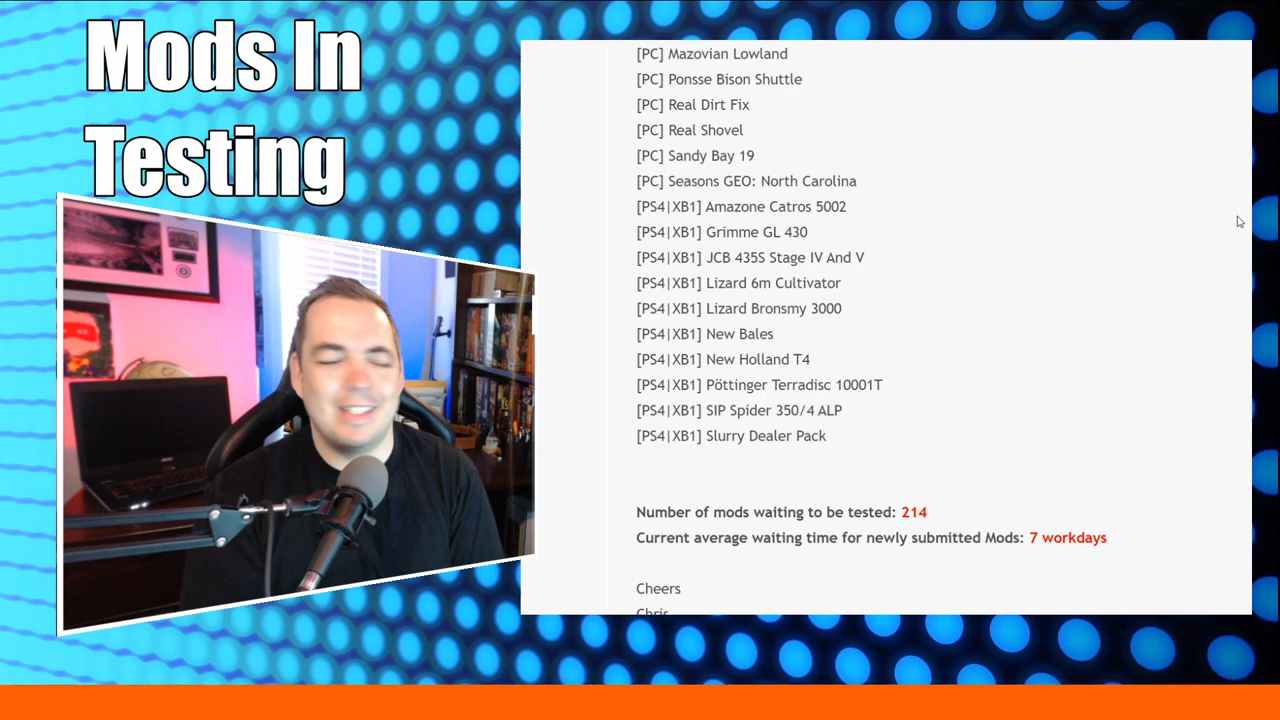 Mods In
Testing
[PC] Mazovian Lowland
[PC] Ponsse Bison Shuttle
[PC] Real Dirt Fix
[PC] Real Shovel
[PC] Sandy Bay 19
[PC] Seasons GEO: North Carolina
[PS4|XB1] Amazone Catros 5002
[PS4|XB1] Grimme GL 430
[PS4|XB1] JCB 435S Stage IV And V
[PS4|XB1] Lizard 6m Cultivator
[PS4|XB1] Lizard Bronsmy 3000
[PS4|XB1] New Bales
[PS4|XB1] New Holland T4
[PS4|XB1] Pöttinger Terradisc 10001T
[PS4|XB1] SIP Spider 350/4 ALP
[PS4|XB1] Slurry Dealer Pack
Number of mods waiting to be tested: 214
Current average waiting time for newly submitted Mods: 7 workdays
Cheers
Chris